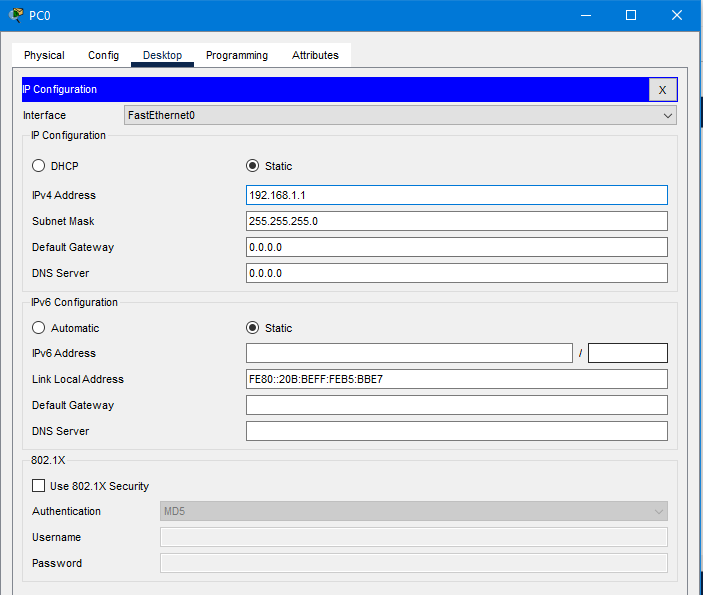 PC0
Physical Config Desktop Programming Attributes
IP Configuration X
Interface FastEthernet0
IP Configuration
DHCP Static
IPv4 Address 192.168.1.1
Subnet Mask 255.255.255.0
Default Gateway 0.0.0.0
DNS Server 0.0.0.0
IPv6 Configuration
Automatic Static
IPv6 Address /
Link Local Address FE80::20B:BEFF:FEB5:BBE7
Default Gateway
DNS Server
802.1X
Use 802.1X Security
Authentication MD5
Username
Password